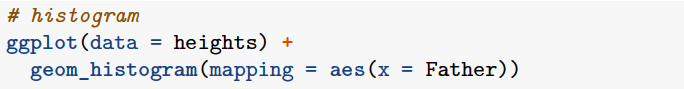 # histogram
ggplot(data = heights) +
  geom_histogram(mapping = aes(x = Father))